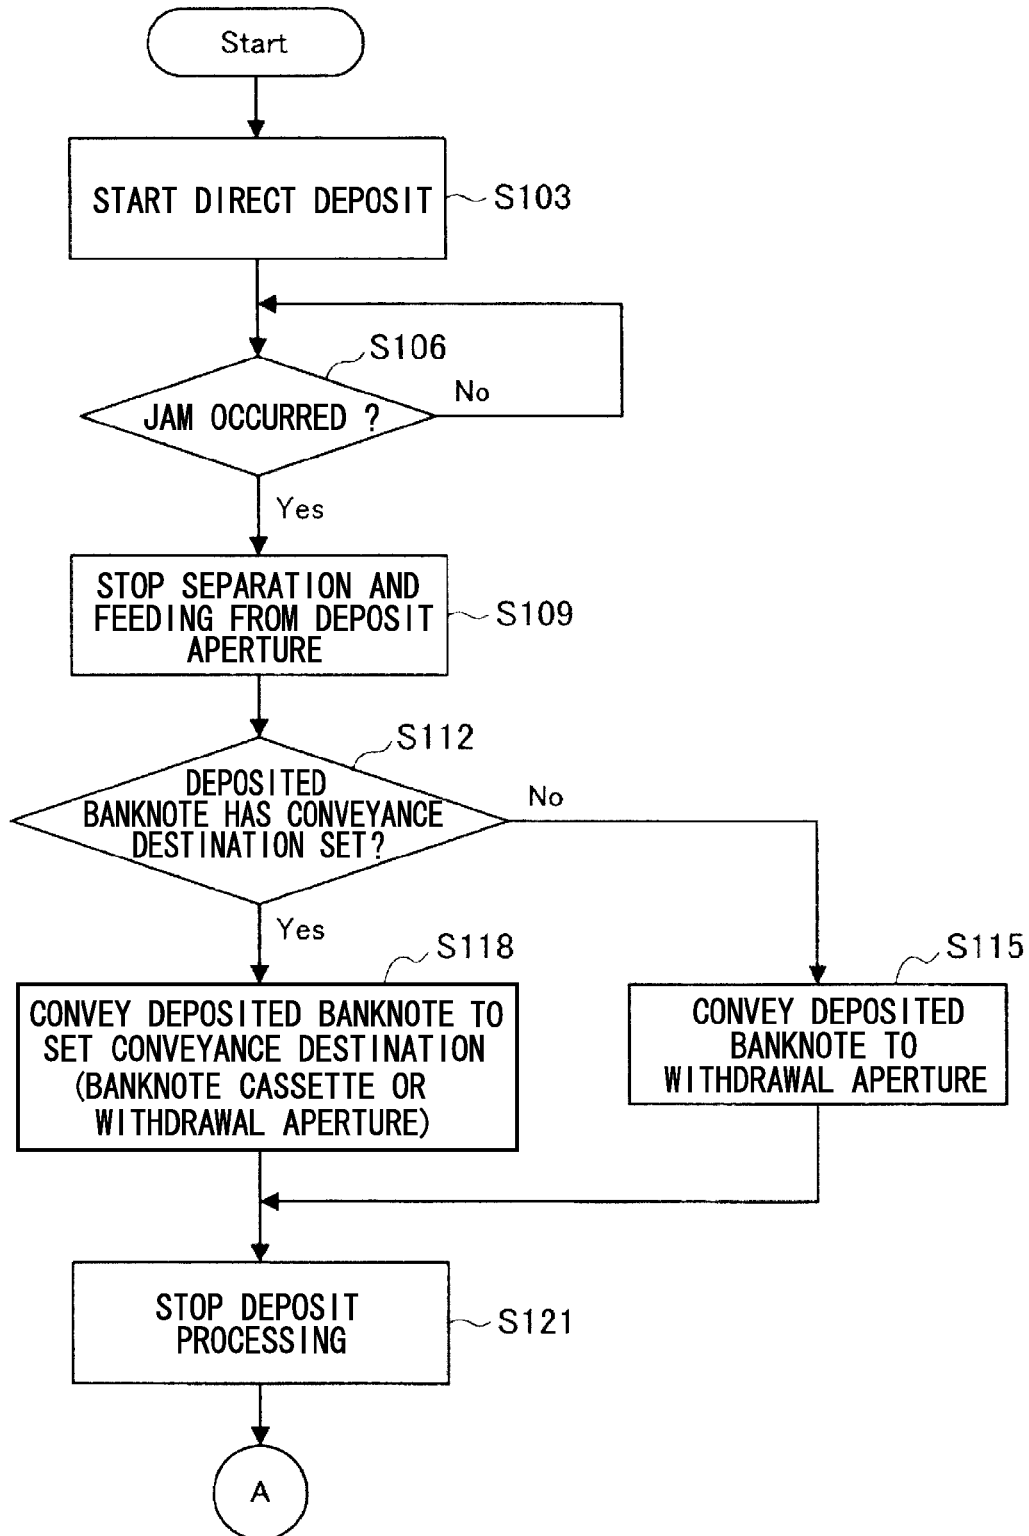 Start
START DIRECT DEPOSIT
S103
S106
JAM OCCURRED ?
No
Yes
STOP SEPARATION AND
FEEDING FROM DEPOSIT
APERTURE
S109
S112
DEPOSITED
BANKNOTE HAS CONVEYANCE
DESTINATION SET?
No
Yes
S118
CONVEY DEPOSITED BANKNOTE TO
SET CONVEYANCE DESTINATION
(BANKNOTE CASSETTE OR
WITHDRAWAL APERTURE)
S115
CONVEY DEPOSITED
BANKNOTE TO
WITHDRAWAL APERTURE
STOP DEPOSIT
PROCESSING
S121
A